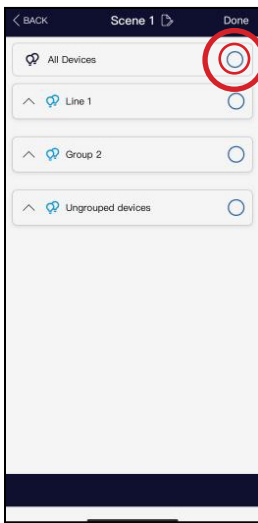 < BACK Scene 1 Done
All Devices
Line 1
Group 2
Ungrouped devices